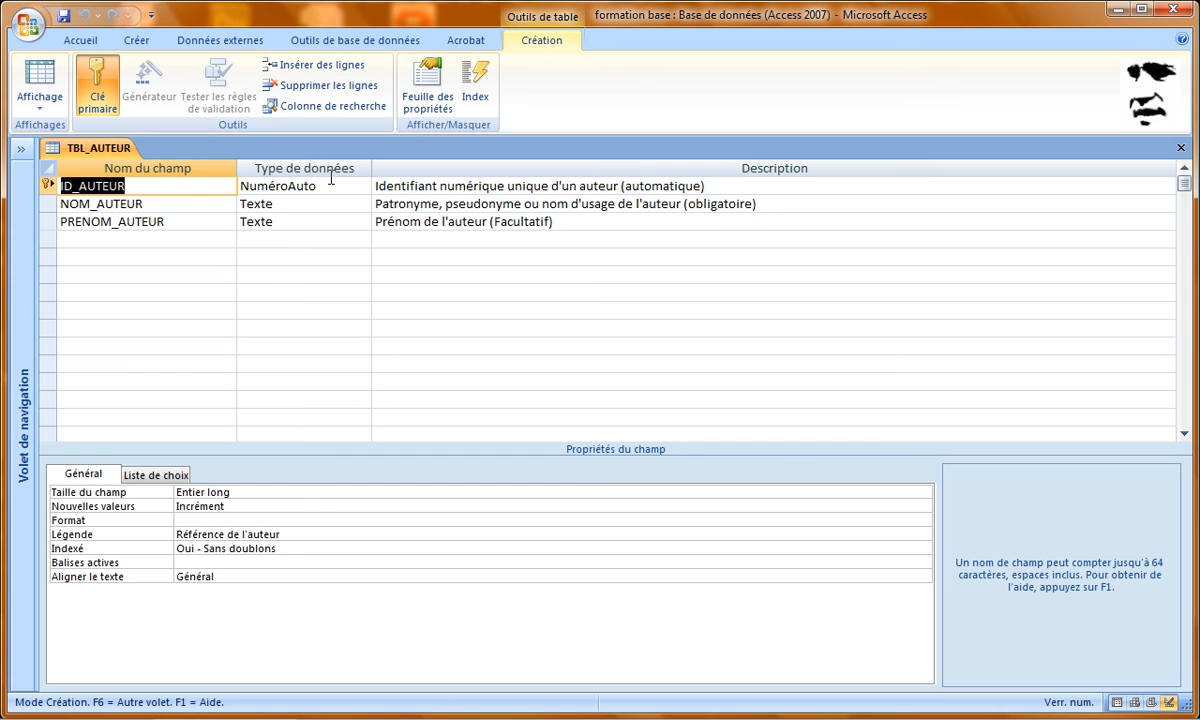 Outils de table
formation base : Base de données (Access 2007) - Microsoft Access
Accueil Créer Données externes Outils de base de données Acrobat Création
Affichage
Clé primaire
Générateur
Tester les règles de validation
Insérer des lignes
Supprimer les lignes
Colonne de recherche
Feuille des propriétés
Index
Affichages Outils Afficher/Masquer
Volet de navigation
TBL_AUTEUR
Nom du champ Type de données Description
ID_AUTEUR NuméroAuto Identifiant numérique unique d'un auteur (automatique)
NOM_AUTEUR Texte Patronyme, pseudonyme ou nom d'usage de l'auteur (obligatoire)
PRENOM_AUTEUR Texte Prénom de l'auteur (Facultatif)
Propriétés du champ
Général Liste de choix
Taille du champ Entier long
Nouvelles valeurs Incrément
Format
Légende Référence de l'auteur
Indexé Oui - Sans doublons
Balises actives
Aligner le texte Général
Un nom de champ peut compter jusqu'à 64
caractères, espaces inclus. Pour obtenir de
l'aide, appuyez sur F1.
Mode Création. F6 = Autre volet. F1 = Aide. Verr. num.